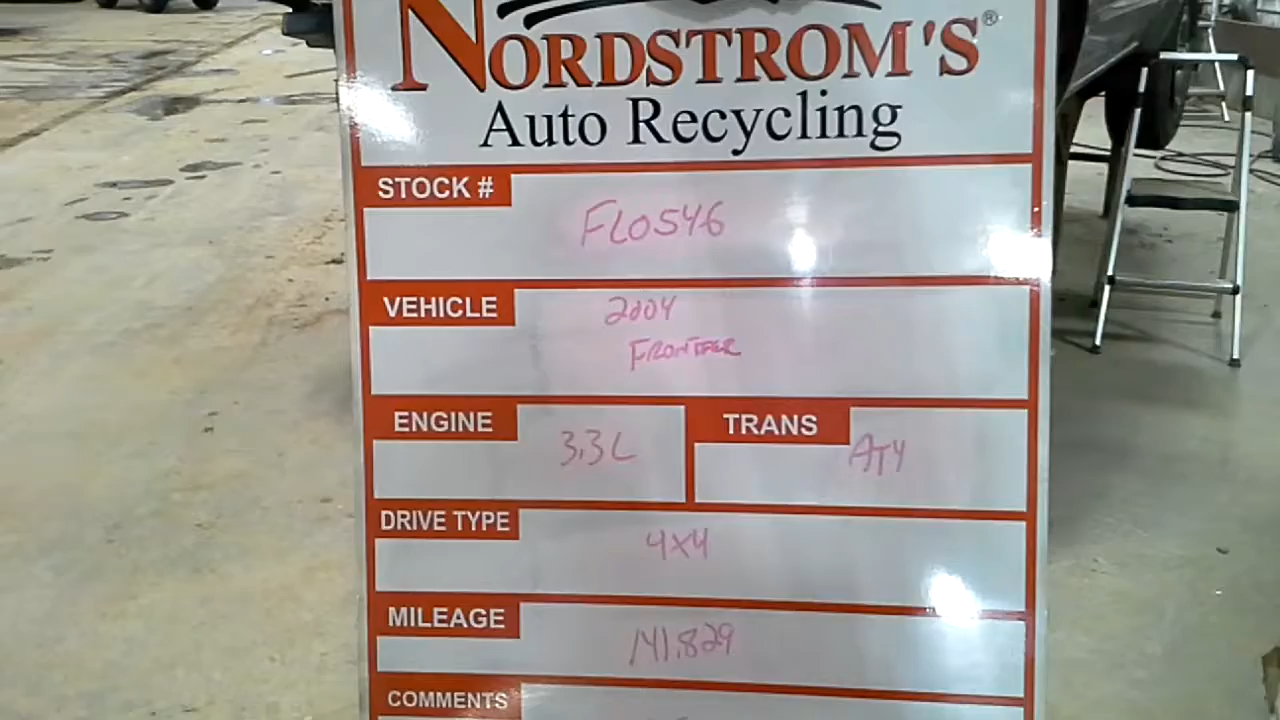 NORDSTROM'S®
Auto Recycling
STOCK #
FL0546
VEHICLE
2004
FRONTIER
ENGINE
3.3L
TRANS
AT4
DRIVE TYPE
4X4
MILEAGE
141,829
COMMENTS